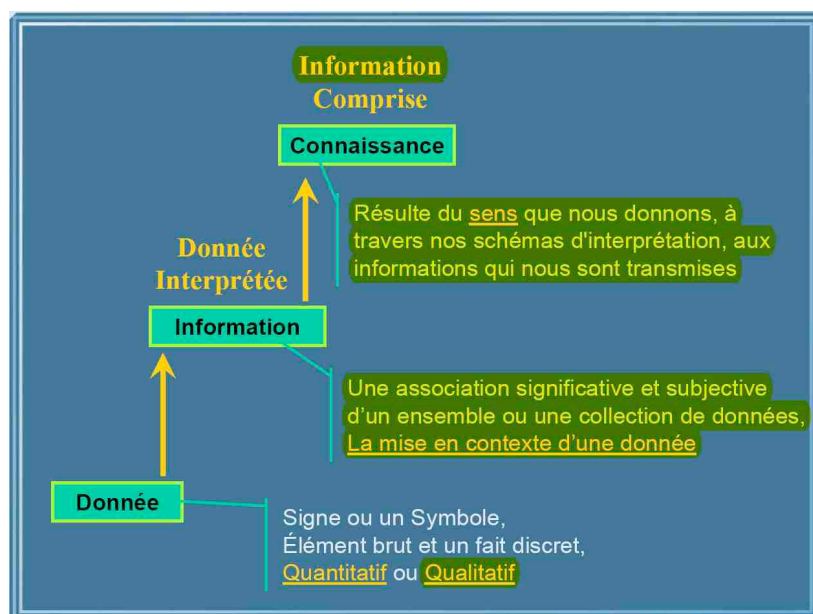 Information
Comprise
Connaissance
Résulte du sens que nous donnons, à
travers nos schémas d'interprétation, aux
informations qui nous sont transmises
Donnée
Interprétée
Information
Une association significative et subjective
d'un ensemble ou une collection de données,
La mise en contexte d'une donnée
Donnée
Signe ou un Symbole,
Élément brut et un fait discret,
Quantitatif ou Qualitatif